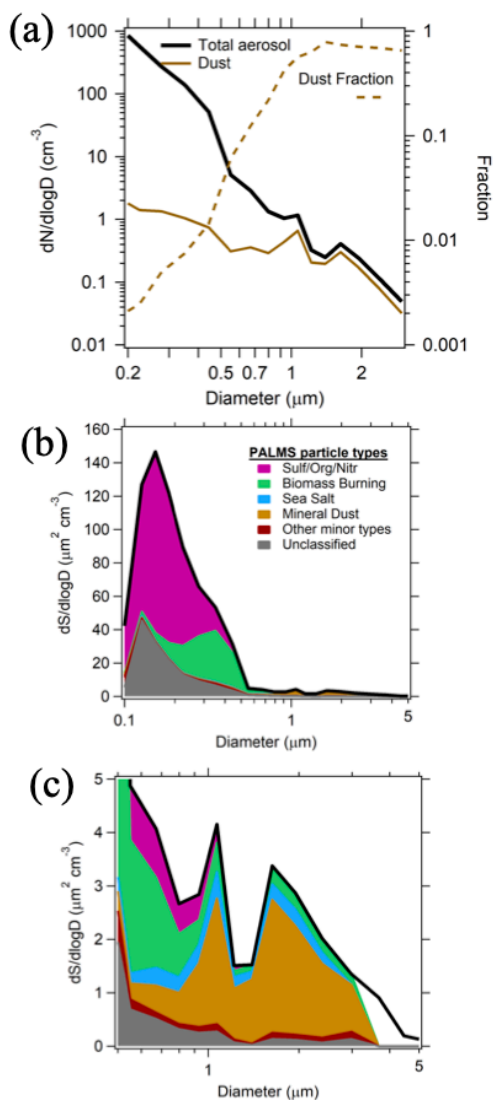 (a)
1000
100
10
1
0.1
0.01
dN/dlogD (cm-3)
Total aerosol
Dust
Dust Fraction
1
0.1
0.01
0.001
Fraction
0.2
0.5
0.7
1
2
Diameter (μm)
(b)
160
140
120
100
80
60
40
20
0
dS/dlogD (μm2 cm-3)
PALMS particle types
Sulf/Org/Nitr
Biomass Burning
Sea Salt
Mineral Dust
Other minor types
Unclassified
0.1
1
5
Diameter (μm)
(c)
5
4
3
2
1
0
dS/dlogD (μm2 cm-3)
1
5
Diameter (μm)